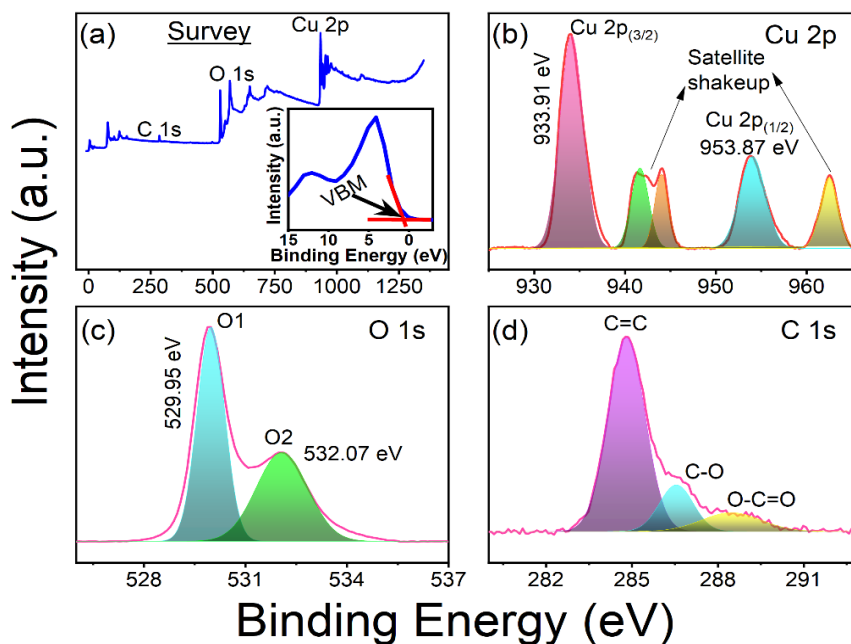 Intensity (a.u.)
(a)
Survey
Cu 2p
O 1s
C 1s
Intensity (a.u.)
VBM
15 10 5 0
Binding Energy (eV)
0 250 500 750 1000 1250
(b)
Cu 2p(3/2)
Cu 2p
933.91 eV
Satellite
shakeup
Cu 2p(1/2)
953.87 eV
930 940 950 960
(c)
O1
O 1s
529.95 eV
O2
532.07 eV
528 531 534 537
(d)
C=C
C 1s
C-O
O-C=O
282 285 288 291
Binding Energy (eV)